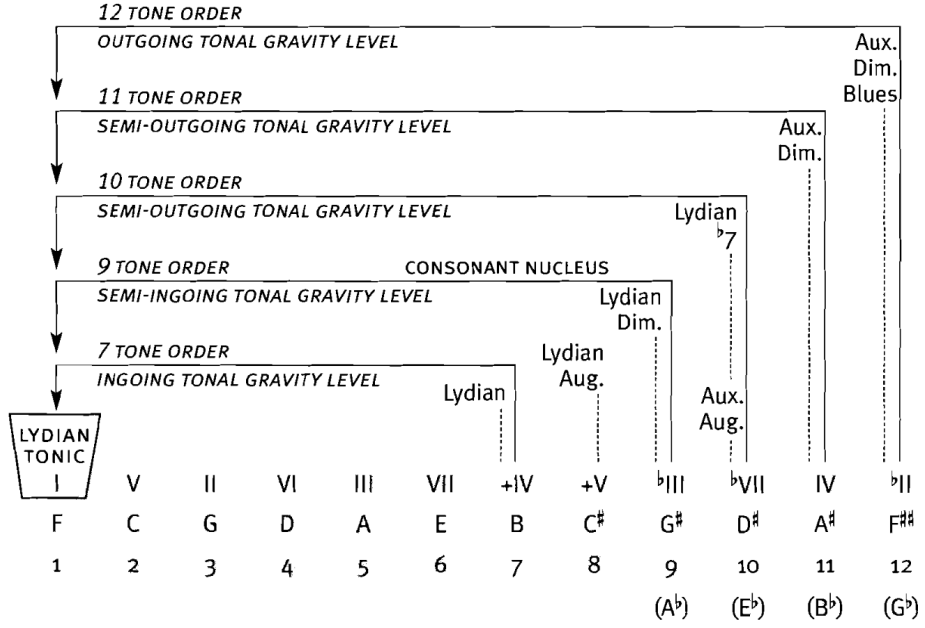 12 TONE ORDER
OUTGOING TONAL GRAVITY LEVEL
Aux.
Dim.
Blues
11 TONE ORDER
SEMI-OUTGOING TONAL GRAVITY LEVEL
Aux.
Dim.
10 TONE ORDER
SEMI-OUTGOING TONAL GRAVITY LEVEL
Lydian
♭7
9 TONE ORDER CONSONANT NUCLEUS
SEMI-INGOING TONAL GRAVITY LEVEL
Lydian
Dim.
7 TONE ORDER
INGOING TONAL GRAVITY LEVEL
Lydian
Lydian
Aug.
Aux.
Aug.
LYDIAN
TONIC
I V II VI III VII +IV +V ♭III ♭VII IV ♭II
F C G D A E B C♯ G♯ D♯ A♯ F♯♯
1 2 3 4 5 6 7 8 9 10 11 12
(A♭) (E♭) (B♭) (G♭)